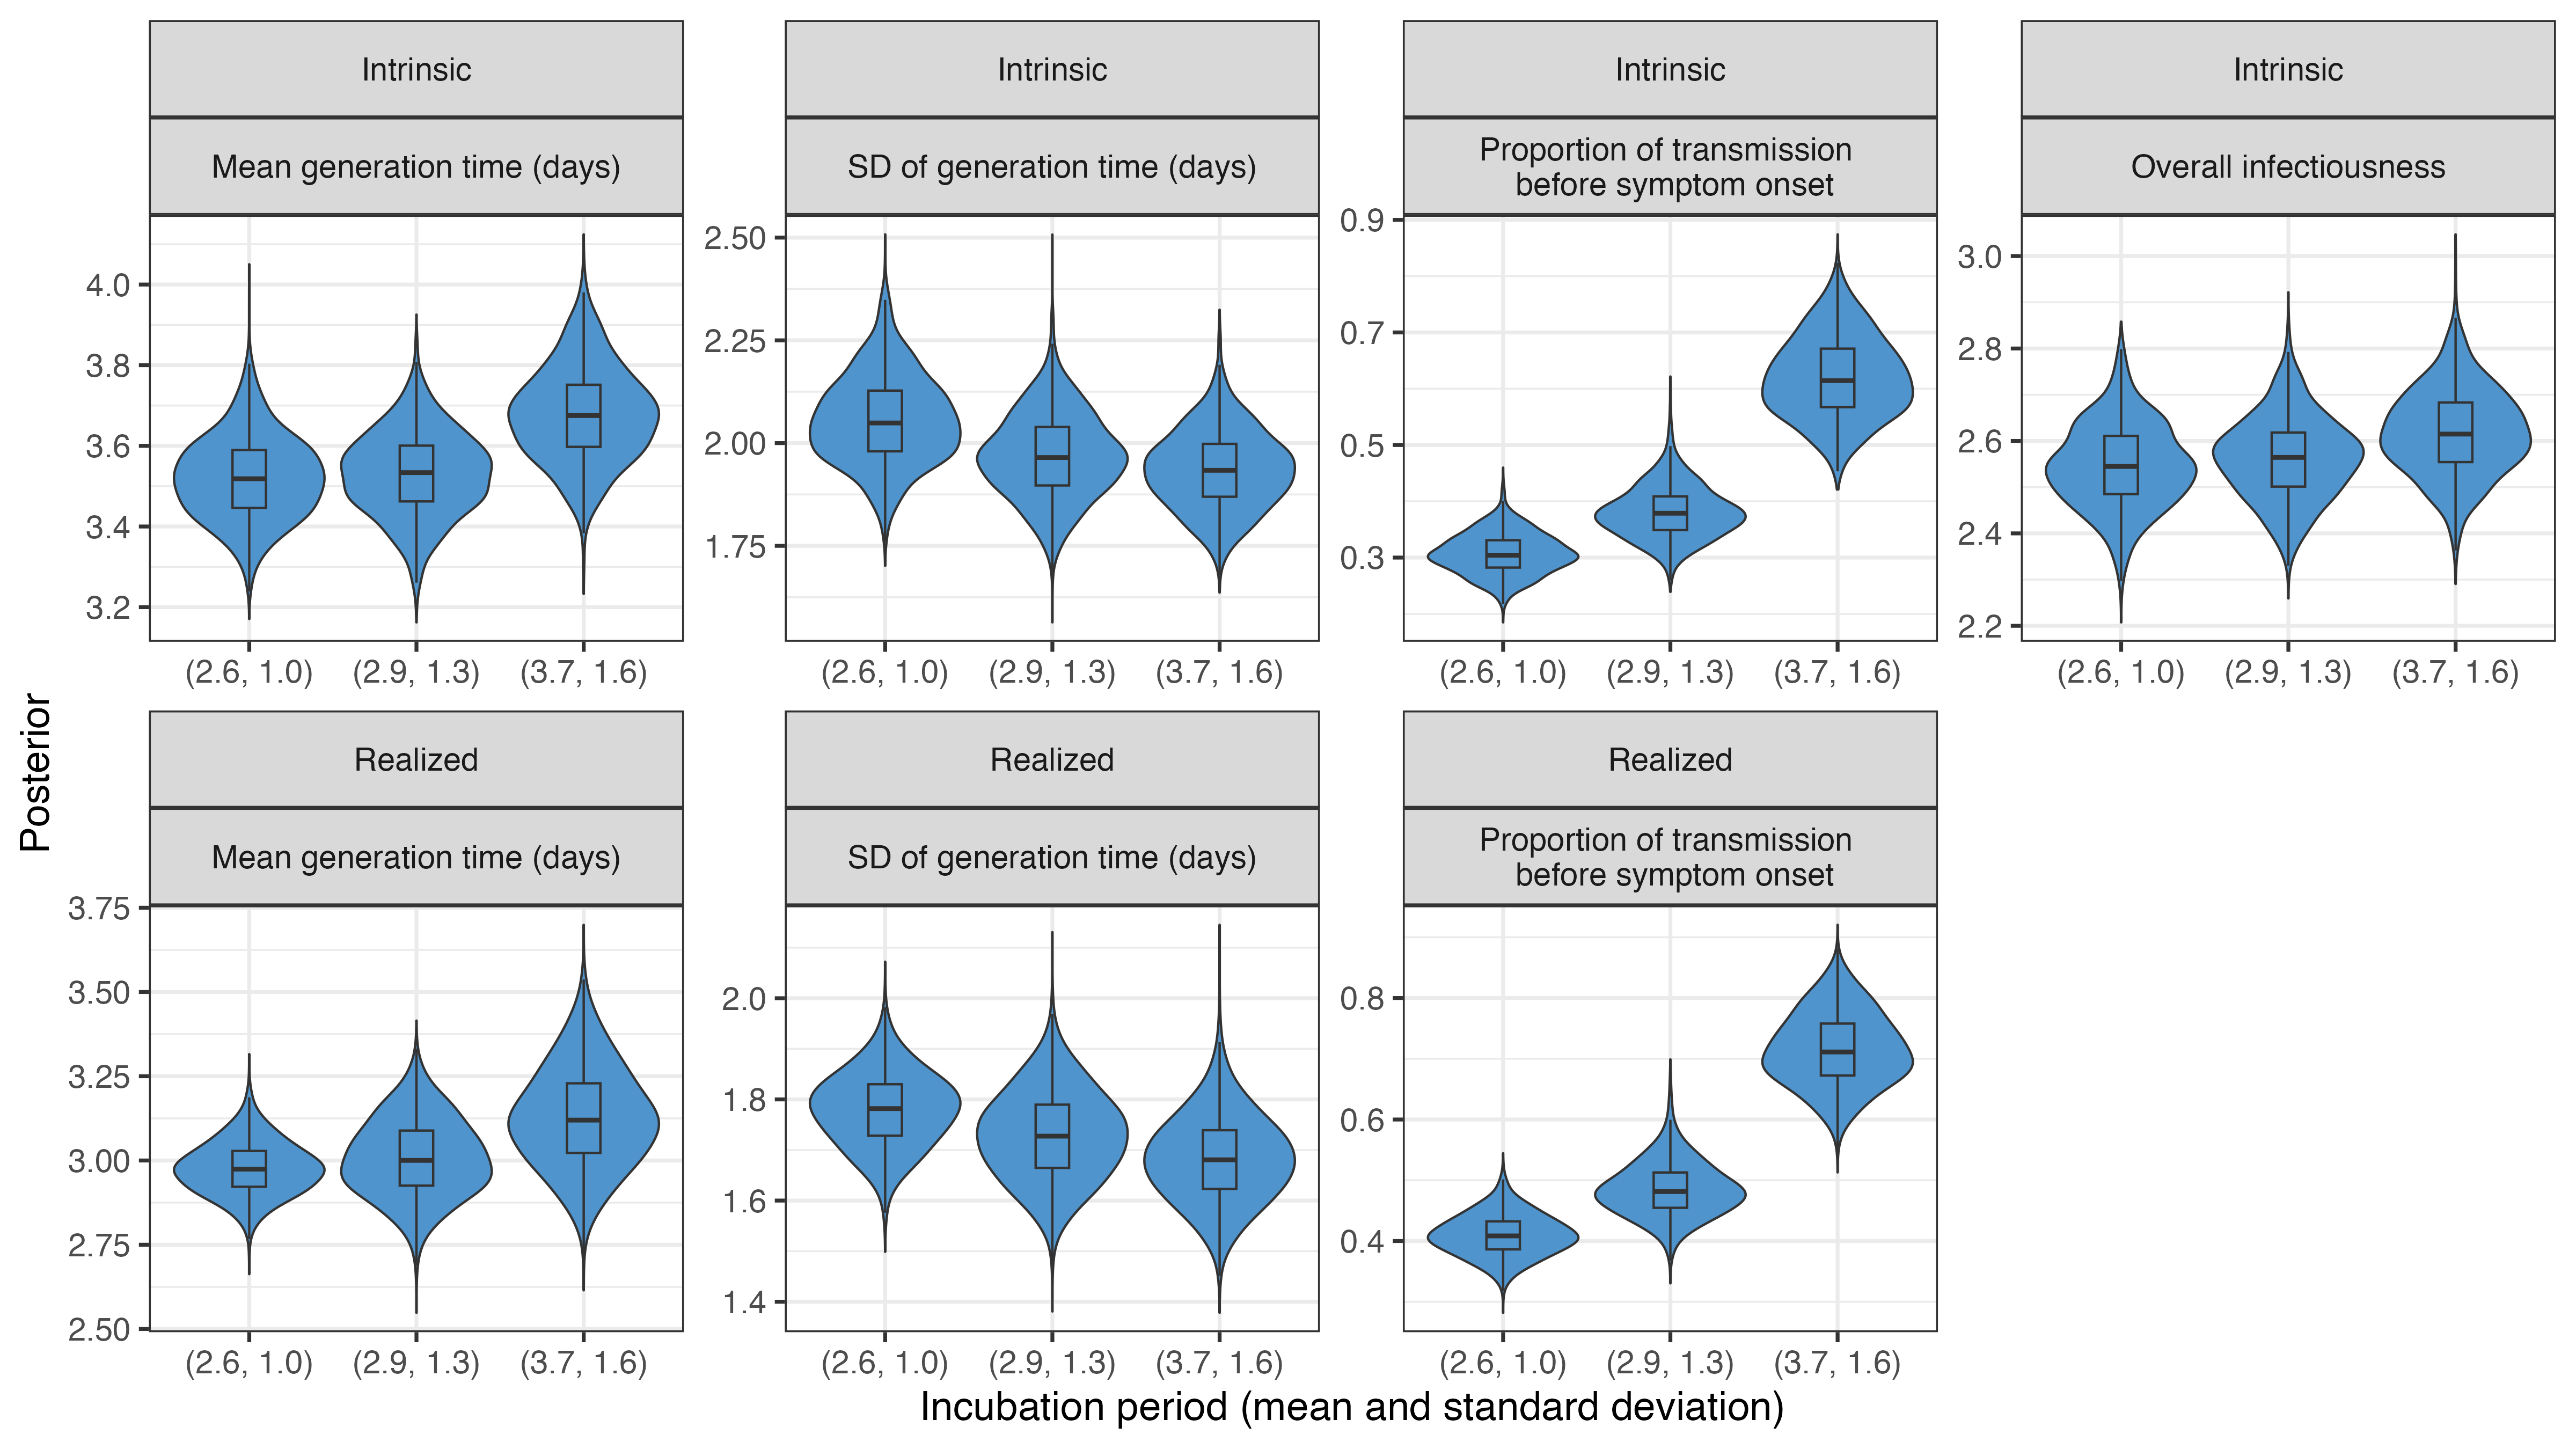 Intrinsic
Mean generation time (days)
4.0
3.8
3.6
3.4
3.2
(2.6, 1.0) (2.9, 1.3) (3.7, 1.6)
Intrinsic
SD of generation time (days)
2.50
2.25
2.00
1.75
(2.6, 1.0) (2.9, 1.3) (3.7, 1.6)
Intrinsic
Proportion of transmission
before symptom onset
0.9
0.7
0.5
0.3
(2.6, 1.0) (2.9, 1.3) (3.7, 1.6)
Intrinsic
Overall infectiousness
3.0
2.8
2.6
2.4
2.2
(2.6, 1.0) (2.9, 1.3) (3.7, 1.6)
Posterior
Realized
Mean generation time (days)
3.75
3.50
3.25
3.00
2.75
2.50
(2.6, 1.0) (2.9, 1.3) (3.7, 1.6)
Realized
SD of generation time (days)
2.0
1.8
1.6
1.4
(2.6, 1.0) (2.9, 1.3) (3.7, 1.6)
Realized
Proportion of transmission
before symptom onset
0.8
0.6
0.4
(2.6, 1.0) (2.9, 1.3) (3.7, 1.6)
Incubation period (mean and standard deviation)